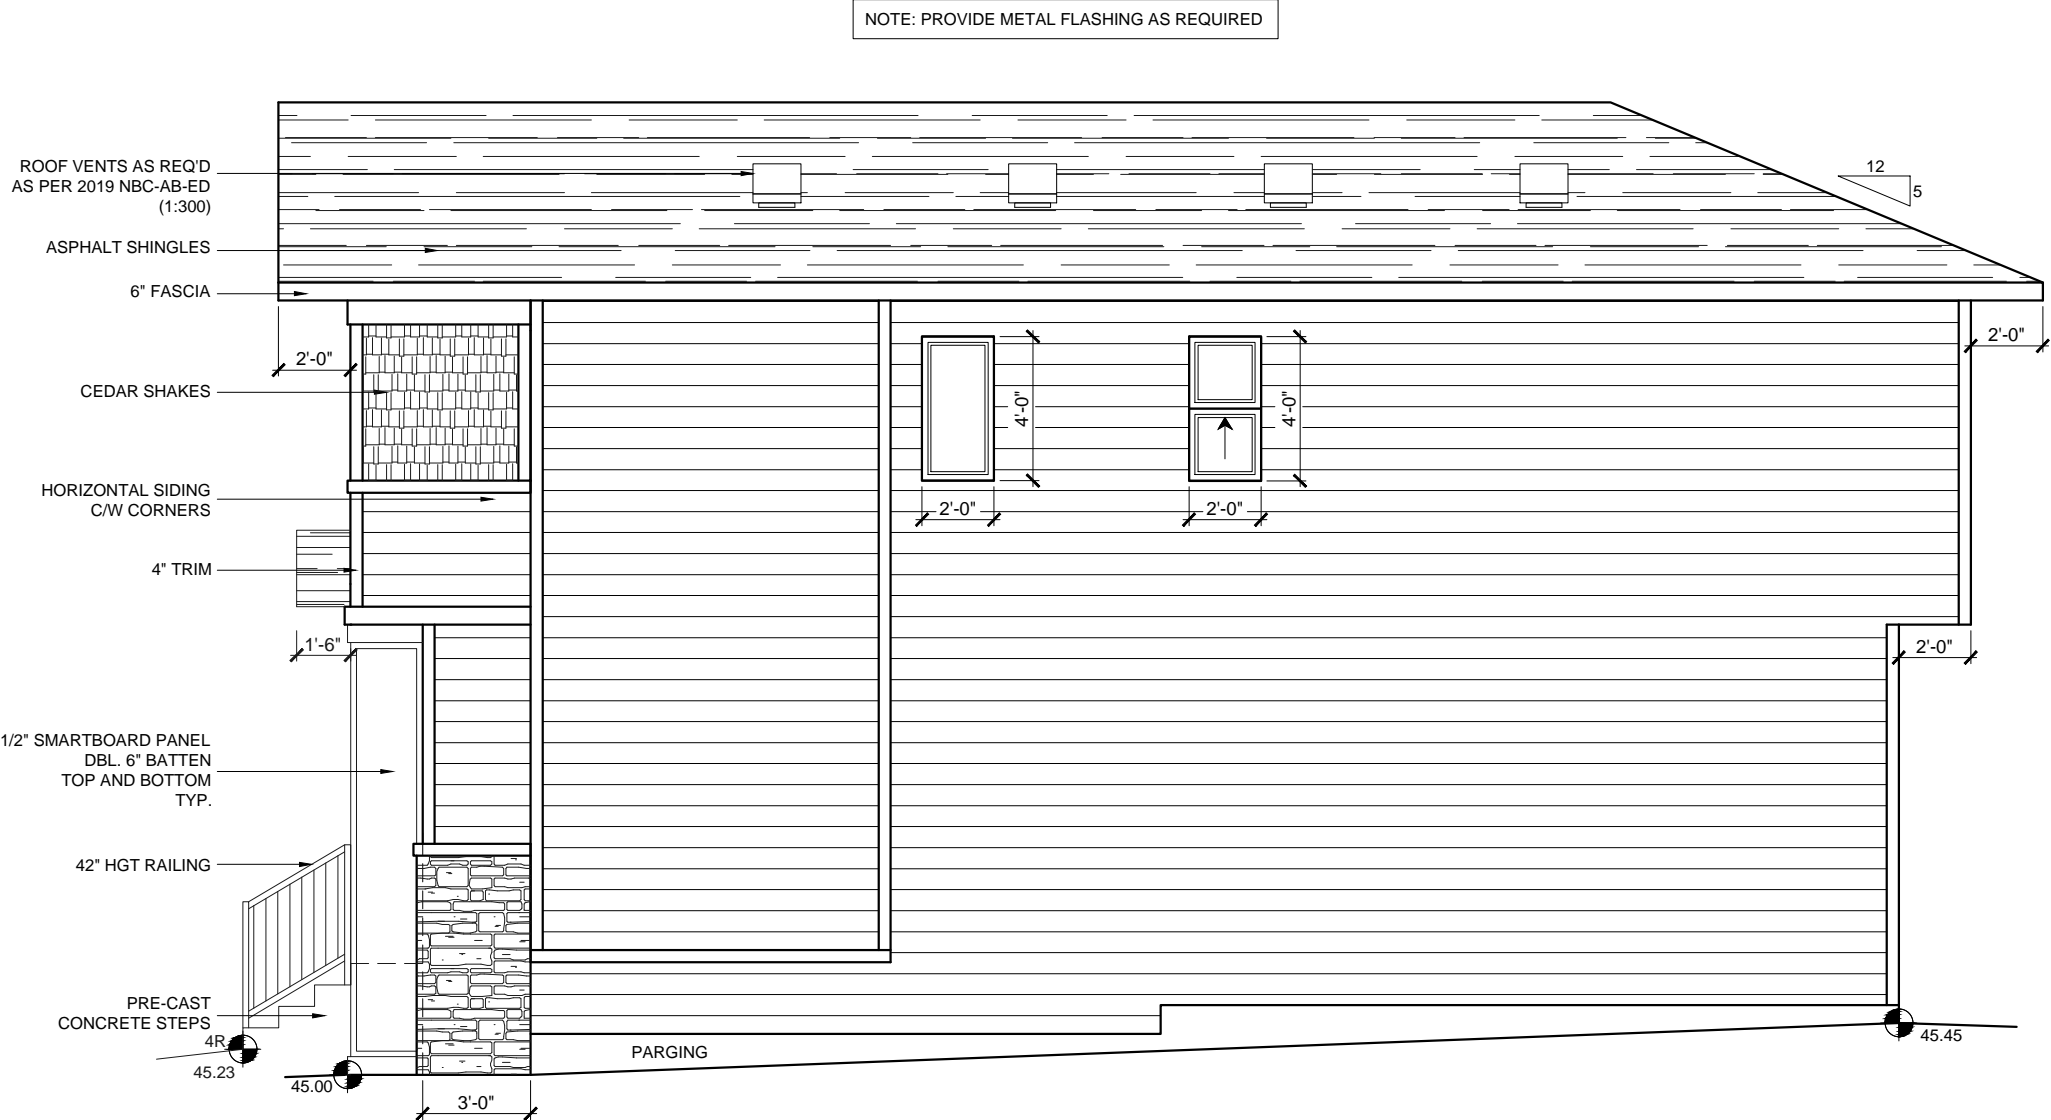 NOTE: PROVIDE METAL FLASHING AS REQUIRED
ROOF VENTS AS REQ'D
AS PER 2019 NBC-AB-ED
(1:300)
12
5
ASPHALT SHINGLES
6" FASCIA
2'-0"
2'-0"
CEDAR SHAKES
4'-0"
4'-0"
HORIZONTAL SIDING
C/W CORNERS
2'-0"
2'-0"
4" TRIM
1'-6"
2'-0"
1/2" SMARTBOARD PANEL
DBL. 6" BATTEN
TOP AND BOTTOM
TYP.
42" HGT RAILING
PRE-CAST
CONCRETE STEPS
4R
45.23
45.00
PARGING
45.45
3'-0"